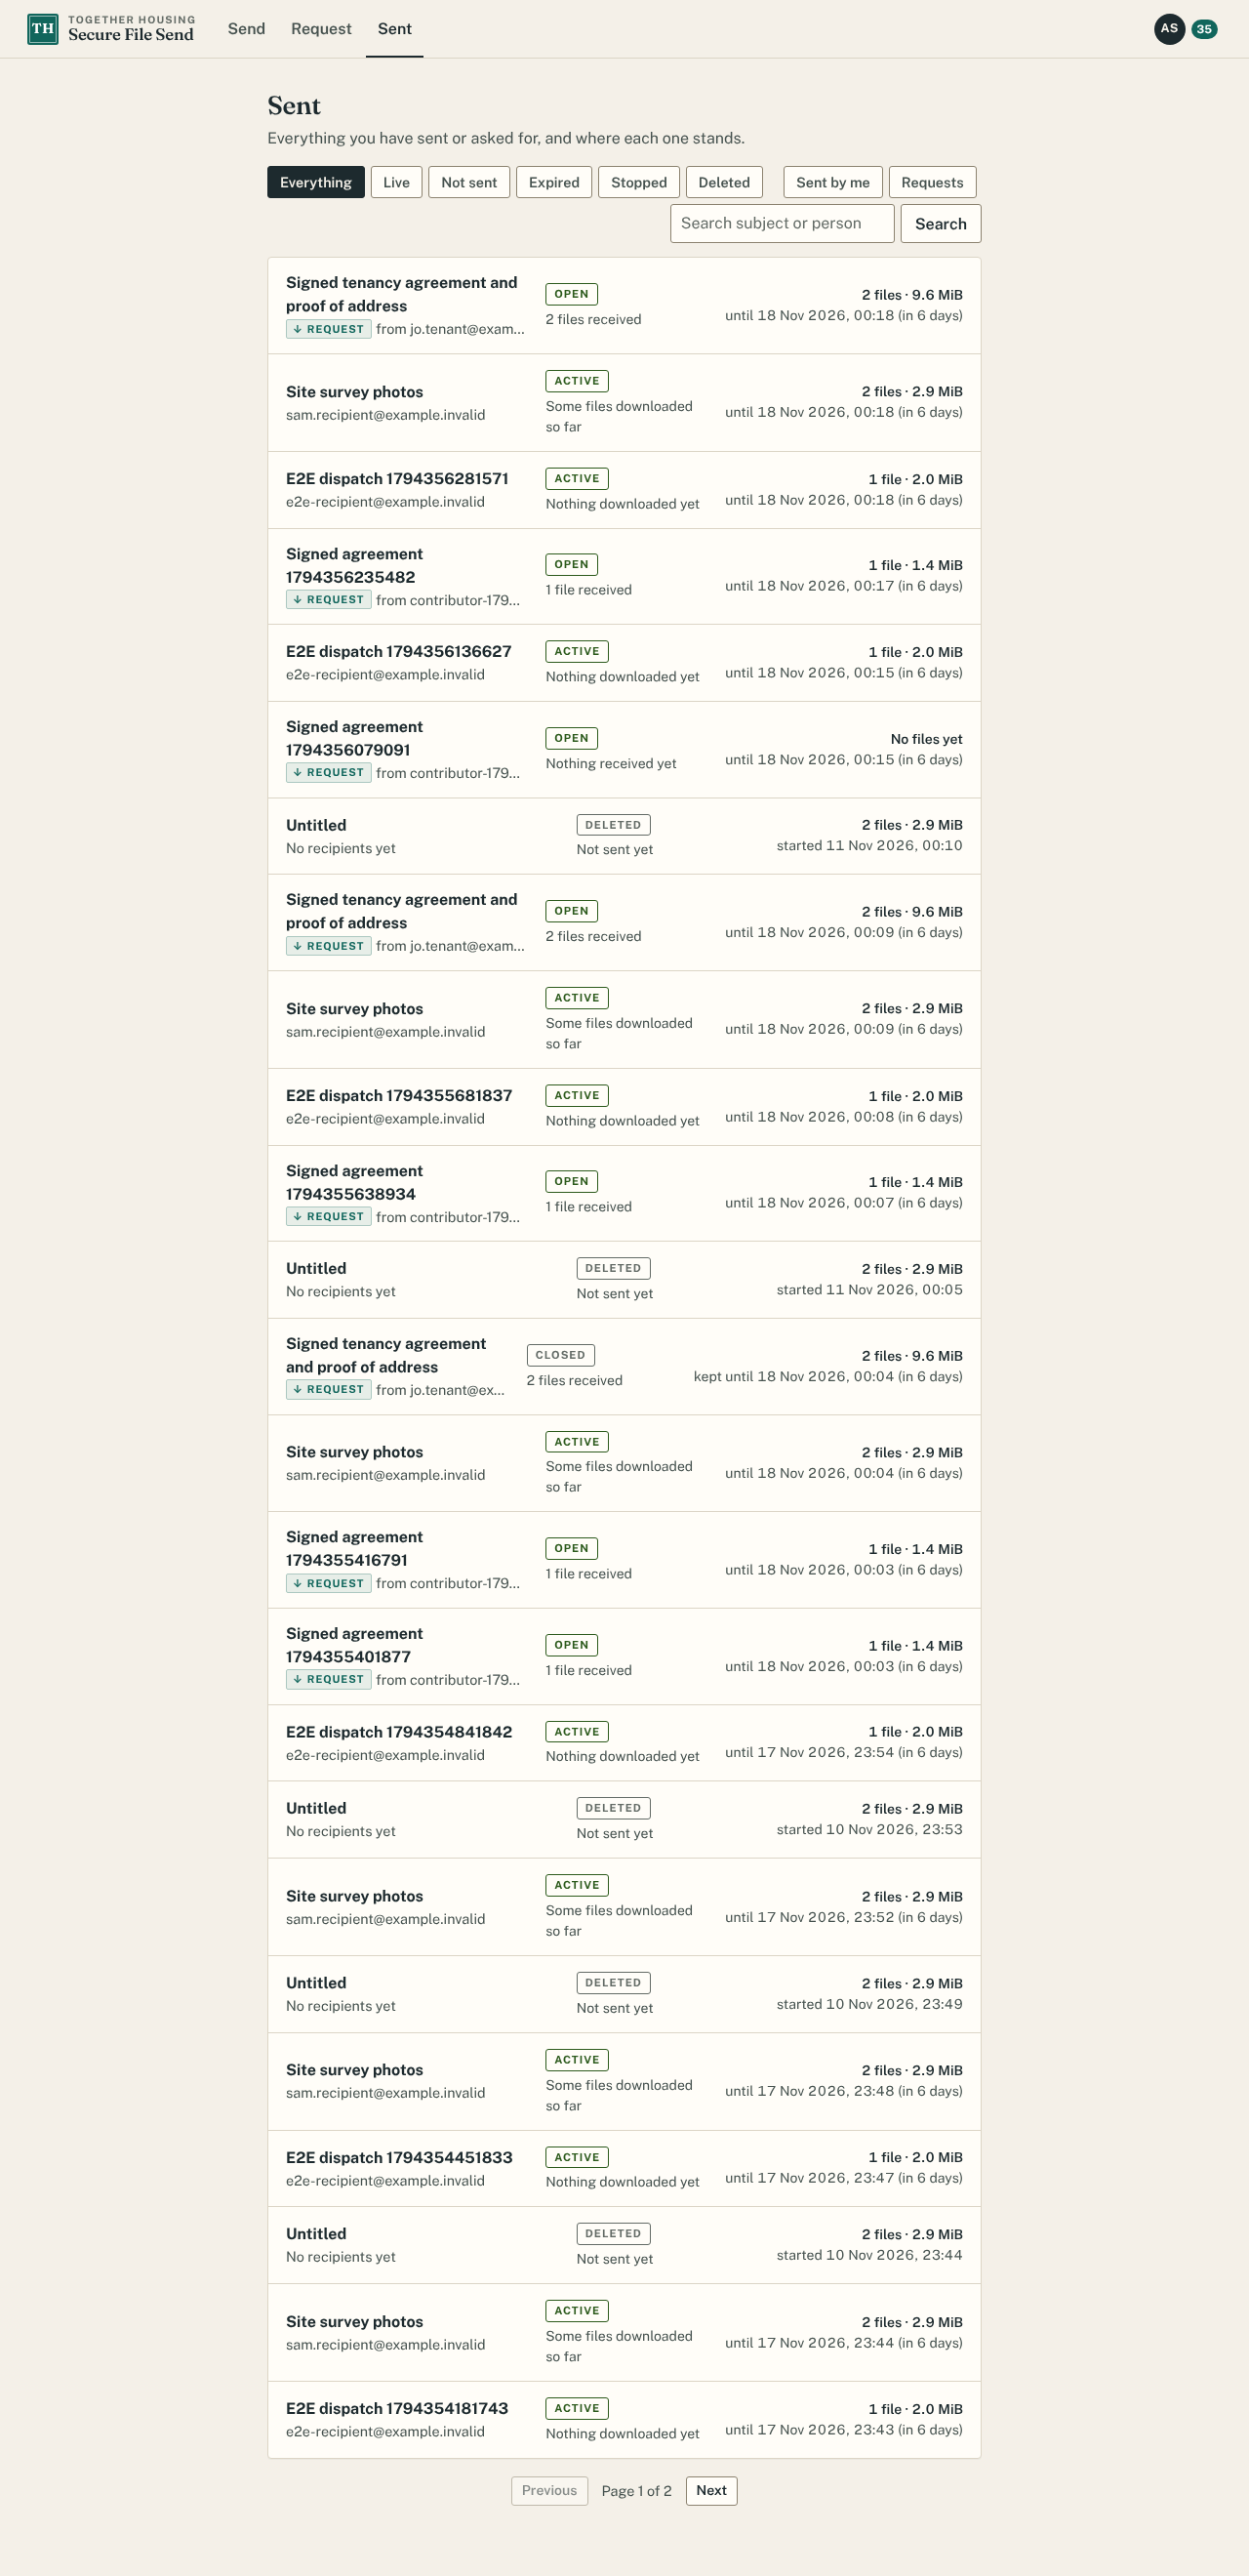 TH
TOGETHER HOUSING
Secure File Send
Send
Request
Sent
AS
35
Sent
Everything you have sent or asked for, and where each one stands.
Everything
Live
Not sent
Expired
Stopped
Deleted
Sent by me
Requests
Search subject or person
Search
Signed tenancy agreement and
proof of address
↓ REQUEST from jo.tenant@exam...
OPEN
2 files received
2 files · 9.6 MiB
until 18 Nov 2026, 00:18 (in 6 days)
Site survey photos
sam.recipient@example.invalid
ACTIVE
Some files downloaded
so far
2 files · 2.9 MiB
until 18 Nov 2026, 00:18 (in 6 days)
E2E dispatch 1794356281571
e2e-recipient@example.invalid
ACTIVE
Nothing downloaded yet
1 file · 2.0 MiB
until 18 Nov 2026, 00:18 (in 6 days)
Signed agreement
1794356235482
↓ REQUEST from contributor-179...
OPEN
1 file received
1 file · 1.4 MiB
until 18 Nov 2026, 00:17 (in 6 days)
E2E dispatch 1794356136627
e2e-recipient@example.invalid
ACTIVE
Nothing downloaded yet
1 file · 2.0 MiB
until 18 Nov 2026, 00:15 (in 6 days)
Signed agreement
1794356079091
↓ REQUEST from contributor-179...
OPEN
Nothing received yet
No files yet
until 18 Nov 2026, 00:15 (in 6 days)
Untitled
No recipients yet
DELETED
Not sent yet
2 files · 2.9 MiB
started 11 Nov 2026, 00:10
Signed tenancy agreement and
proof of address
↓ REQUEST from jo.tenant@exam...
OPEN
2 files received
2 files · 9.6 MiB
until 18 Nov 2026, 00:09 (in 6 days)
Site survey photos
sam.recipient@example.invalid
ACTIVE
Some files downloaded
so far
2 files · 2.9 MiB
until 18 Nov 2026, 00:09 (in 6 days)
E2E dispatch 1794355681837
e2e-recipient@example.invalid
ACTIVE
Nothing downloaded yet
1 file · 2.0 MiB
until 18 Nov 2026, 00:08 (in 6 days)
Signed agreement
1794355638934
↓ REQUEST from contributor-179...
OPEN
1 file received
1 file · 1.4 MiB
until 18 Nov 2026, 00:07 (in 6 days)
Untitled
No recipients yet
DELETED
Not sent yet
2 files · 2.9 MiB
started 11 Nov 2026, 00:05
Signed tenancy agreement
and proof of address
↓ REQUEST from jo.tenant@ex...
CLOSED
2 files received
2 files · 9.6 MiB
kept until 18 Nov 2026, 00:04 (in 6 days)
Site survey photos
sam.recipient@example.invalid
ACTIVE
Some files downloaded
so far
2 files · 2.9 MiB
until 18 Nov 2026, 00:04 (in 6 days)
Signed agreement
1794355416791
↓ REQUEST from contributor-179...
OPEN
1 file received
1 file · 1.4 MiB
until 18 Nov 2026, 00:03 (in 6 days)
Signed agreement
1794355401877
↓ REQUEST from contributor-179...
OPEN
1 file received
1 file · 1.4 MiB
until 18 Nov 2026, 00:03 (in 6 days)
E2E dispatch 1794354841842
e2e-recipient@example.invalid
ACTIVE
Nothing downloaded yet
1 file · 2.0 MiB
until 17 Nov 2026, 23:54 (in 6 days)
Untitled
No recipients yet
DELETED
Not sent yet
2 files · 2.9 MiB
started 10 Nov 2026, 23:53
Site survey photos
sam.recipient@example.invalid
ACTIVE
Some files downloaded
so far
2 files · 2.9 MiB
until 17 Nov 2026, 23:52 (in 6 days)
Untitled
No recipients yet
DELETED
Not sent yet
2 files · 2.9 MiB
started 10 Nov 2026, 23:49
Site survey photos
sam.recipient@example.invalid
ACTIVE
Some files downloaded
so far
2 files · 2.9 MiB
until 17 Nov 2026, 23:48 (in 6 days)
E2E dispatch 1794354451833
e2e-recipient@example.invalid
ACTIVE
Nothing downloaded yet
1 file · 2.0 MiB
until 17 Nov 2026, 23:47 (in 6 days)
Untitled
No recipients yet
DELETED
Not sent yet
2 files · 2.9 MiB
started 10 Nov 2026, 23:44
Site survey photos
sam.recipient@example.invalid
ACTIVE
Some files downloaded
so far
2 files · 2.9 MiB
until 17 Nov 2026, 23:44 (in 6 days)
E2E dispatch 1794354181743
e2e-recipient@example.invalid
ACTIVE
Nothing downloaded yet
1 file · 2.0 MiB
until 17 Nov 2026, 23:43 (in 6 days)
Previous
Page 1 of 2
Next